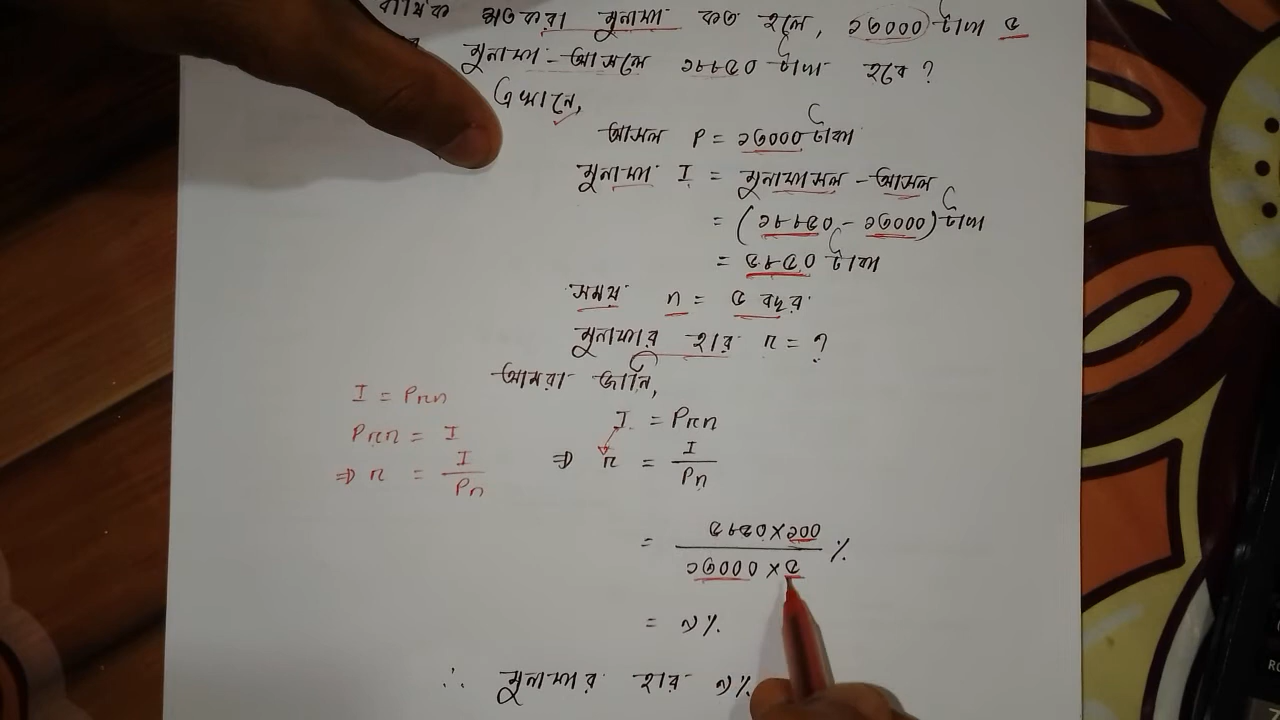 বার্ষিক শতকরা মুনাফা কত হলে, ১৩০০০ টাকা ৫
মুনাফা-আসলে ১৮৮৫০ টাকা হবে?
এখানে,
আসল P = ১৩০০০ টাকা
মুনাফা I = মুনাফাসল - আসল
= (১৮৮৫০ - ১৩০০০) টাকা
= ৫৮৫০ টাকা
সময় n = ৫ বছর
মুনাফার হার r = ?
আমরা জানি,
I = Prn
⇒ r = I / Pn
= ৫৮৫০×১০০ / ১৩০০০×৫ %
= ৯%
∴ মুনাফার হার ৯%
I = Prn
Prn = I
⇒ r = I / Pn